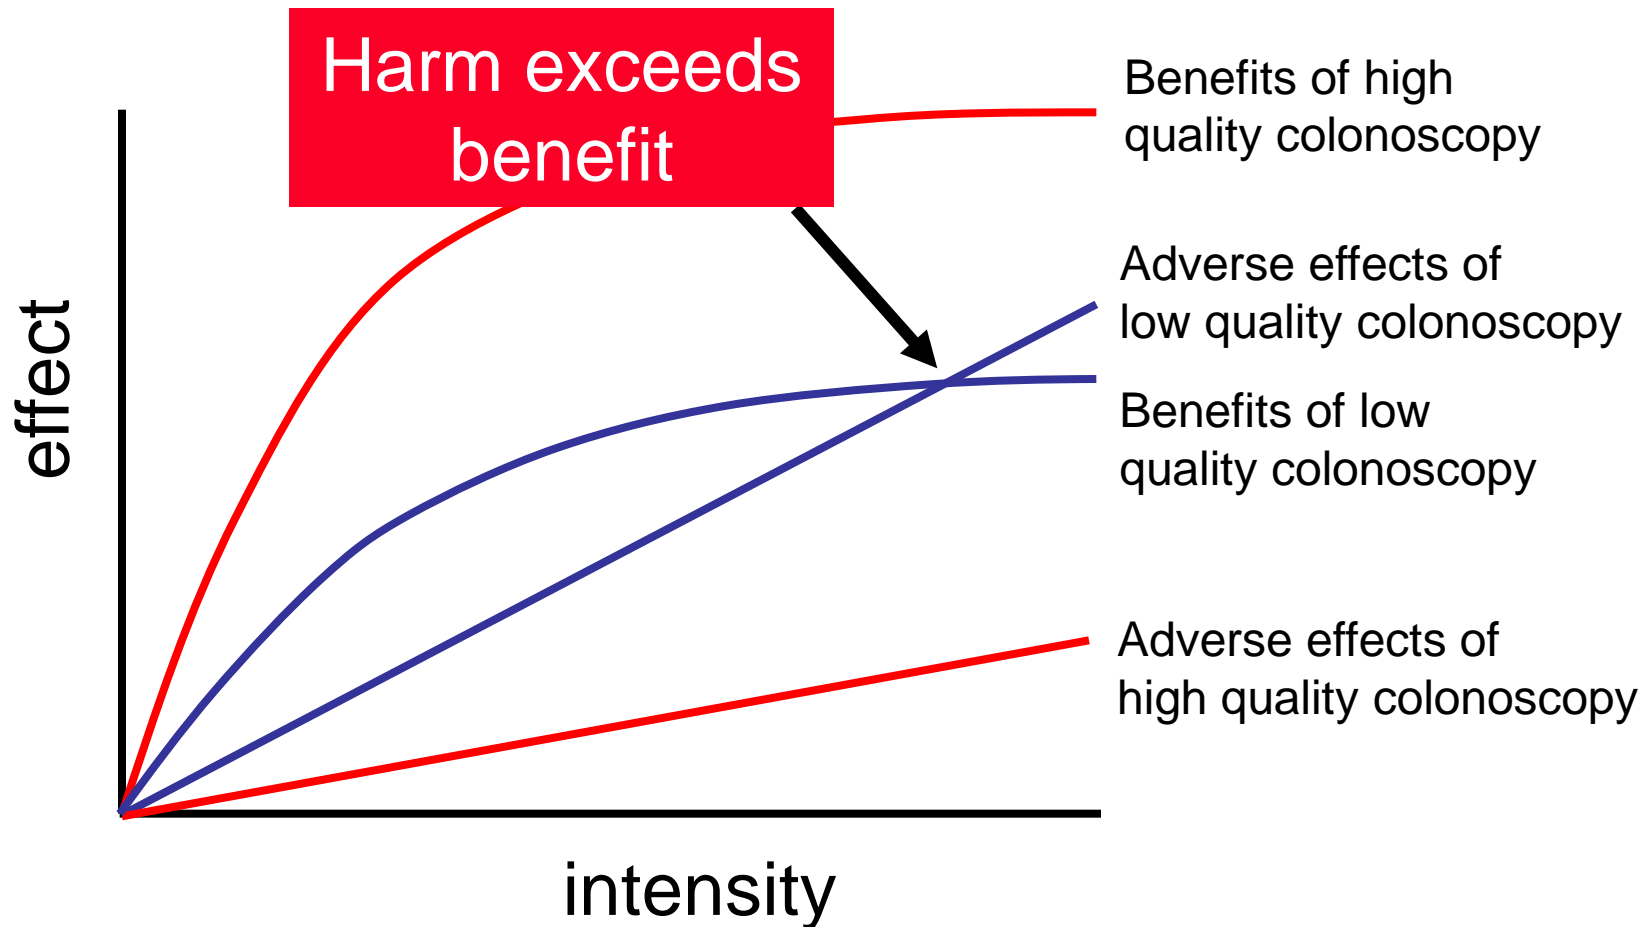 Harm exceeds
benefit
Benefits of high
quality colonoscopy
Adverse effects of
low quality colonoscopy
Benefits of low
quality colonoscopy
Adverse effects of
high quality colonoscopy
effect
intensity